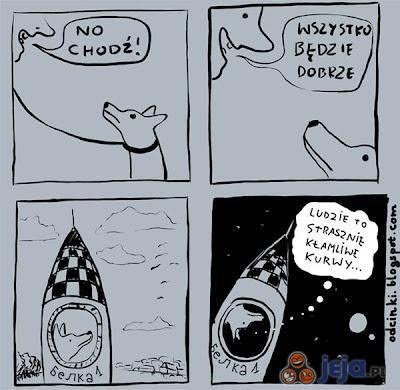 NO
CHODŹ!
WSZYSTKO
BĘDZIE
DOBRZE
БЕЛКА 1
LUDZIE TO
STRASZNIE
KŁAMLIWE
KURWY...
БЕЛКА 1
odcinki.blogspot.com
jeja.pl